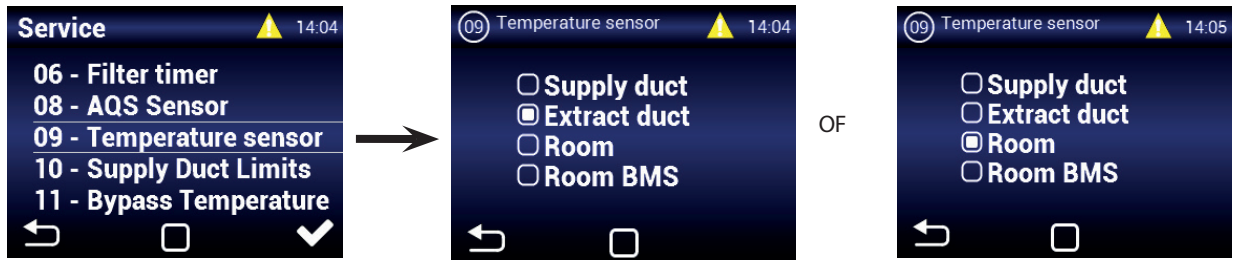 Service 14:04
06 - Filter timer
08 - AQS Sensor
09 - Temperature sensor
10 - Supply Duct Limits
11 - Bypass Temperature
09 Temperature sensor 14:04
Supply duct
Extract duct
Room
Room BMS
OF
09 Temperature sensor 14:05
Supply duct
Extract duct
Room
Room BMS